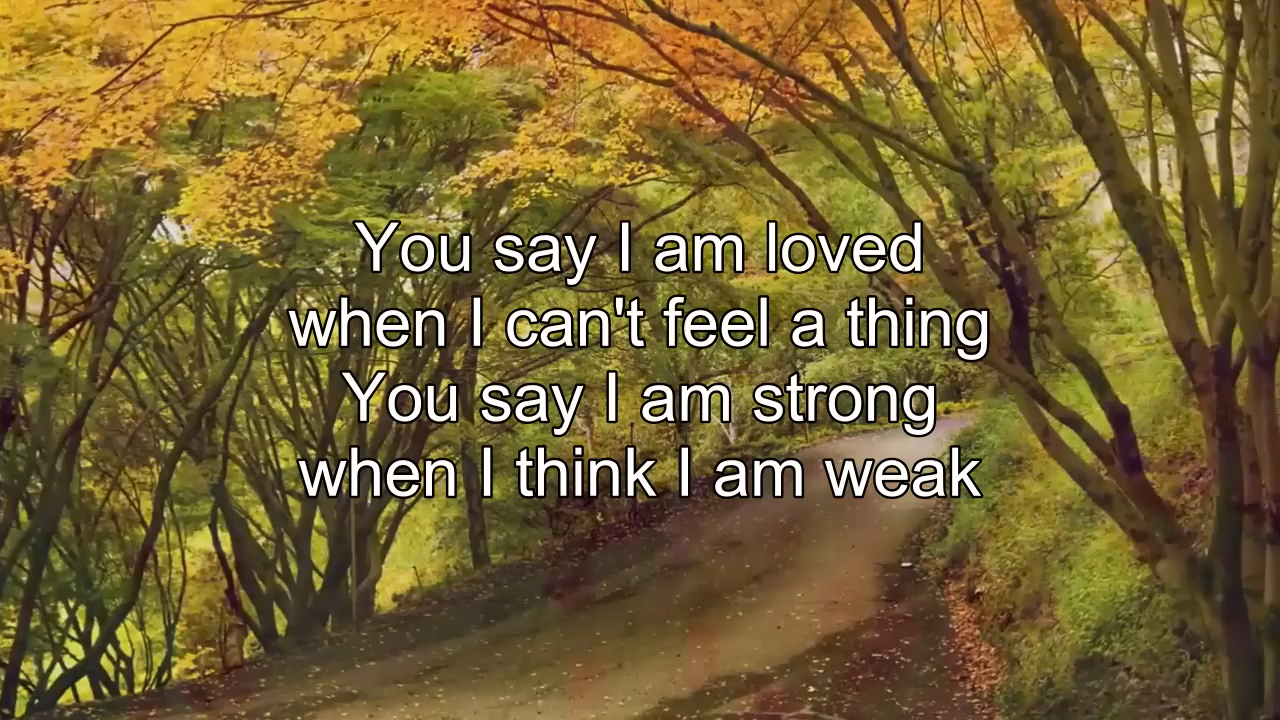 You say I am loved
when I can't feel a thing
You say I am strong
when I think I am weak